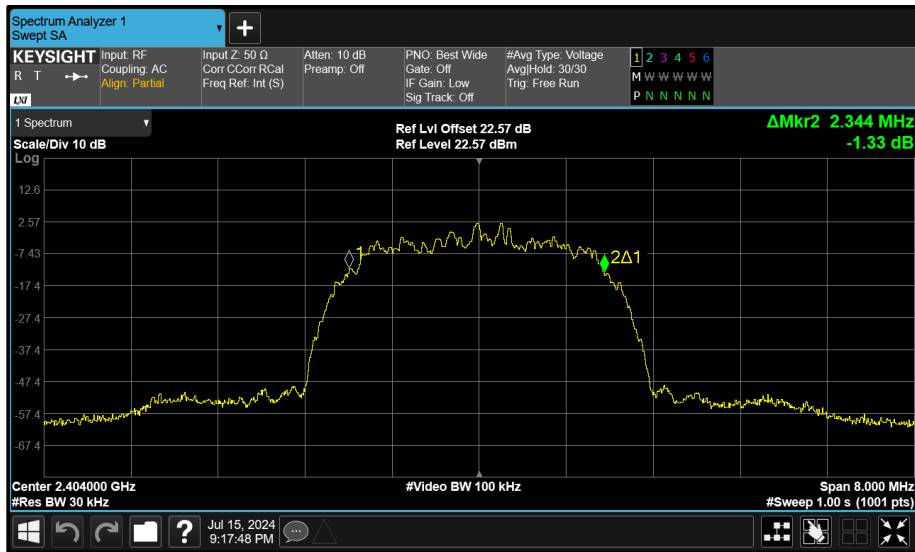 Spectrum Analyzer 1
Swept SA
+
KEYSIGHT
R T
LXI
Input: RF
Coupling: AC
Align: Partial
Input Z: 50 Ω
Corr CCorr RCal
Freq Ref: Int (S)
Atten: 10 dB
Preamp: Off
PNO: Best Wide
Gate: Off
IF Gain: Low
Sig Track: Off
#Avg Type: Voltage
Avg|Hold: 30/30
Trig: Free Run
1 2 3 4 5 6
M W W W W W
P N N N N N
1 Spectrum
Scale/Div 10 dB
Ref Lvl Offset 22.57 dB
Ref Level 22.57 dBm
ΔMkr2 2.344 MHz
-1.33 dB
Log
12.6
2.57
-7.43
-17.4
-27.4
-37.4
-47.4
-57.4
-67.4
1
2Δ1
Center 2.404000 GHz
#Video BW 100 kHz
Span 8.000 MHz
#Res BW 30 kHz
#Sweep 1.00 s (1001 pts)
?
Jul 15, 2024
9:17:48 PM